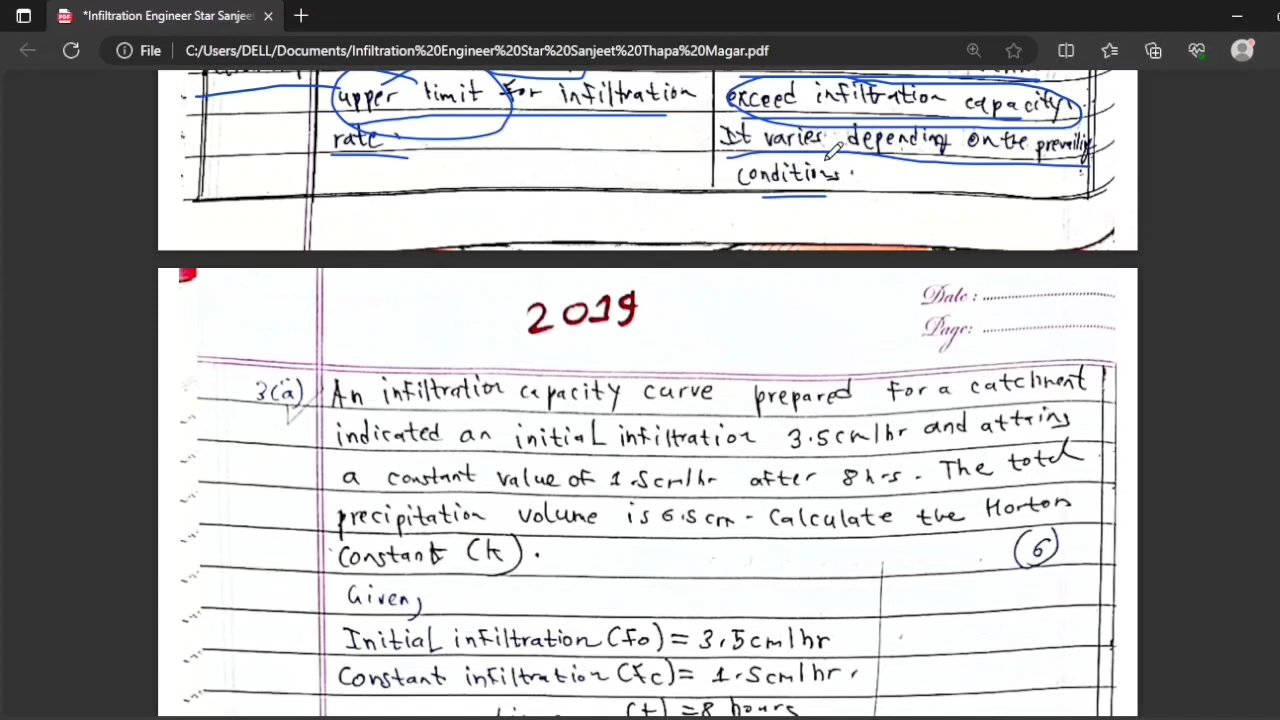 *Infiltration Engineer Star Sanjee
File
C:/Users/DELL/Documents/Infiltration%20Engineer%20Star%20Sanjeet%20Thapa%20Magar.pdf
upper limit for infiltration
rate.
exceed infiltration capacity.
It varies depending on the prevailing
conditions.
2019
Date :
Page:
3(a) An infiltration capacity curve prepared for a catchment
indicated an initial infiltration 3.5cm/hr and attains
a constant value of 1.5cm/hr after 8hrs. The total
precipitation volume is 6.5cm. Calculate the Horton
Constant (k).
(6)
Given,
Initial infiltration (fo) = 3.5cm/hr
Constant infiltration (fc) = 1.5cm/hr.
(t) = 8 hours